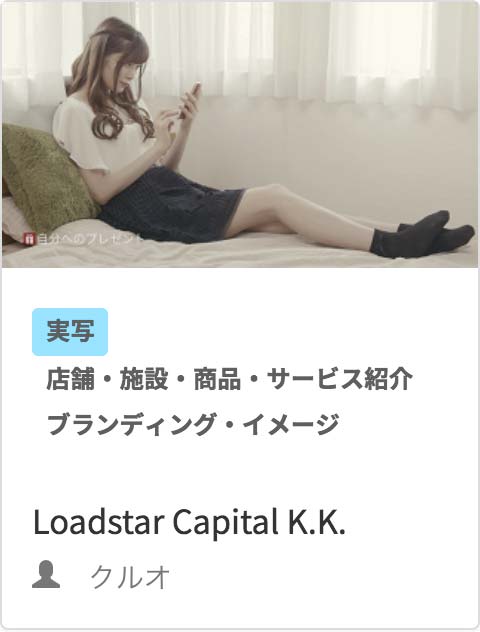 自分へのプレゼント
実写
店舗・施設・商品・サービス紹介
ブランディング・イメージ
Loadstar Capital K.K.
クルオ